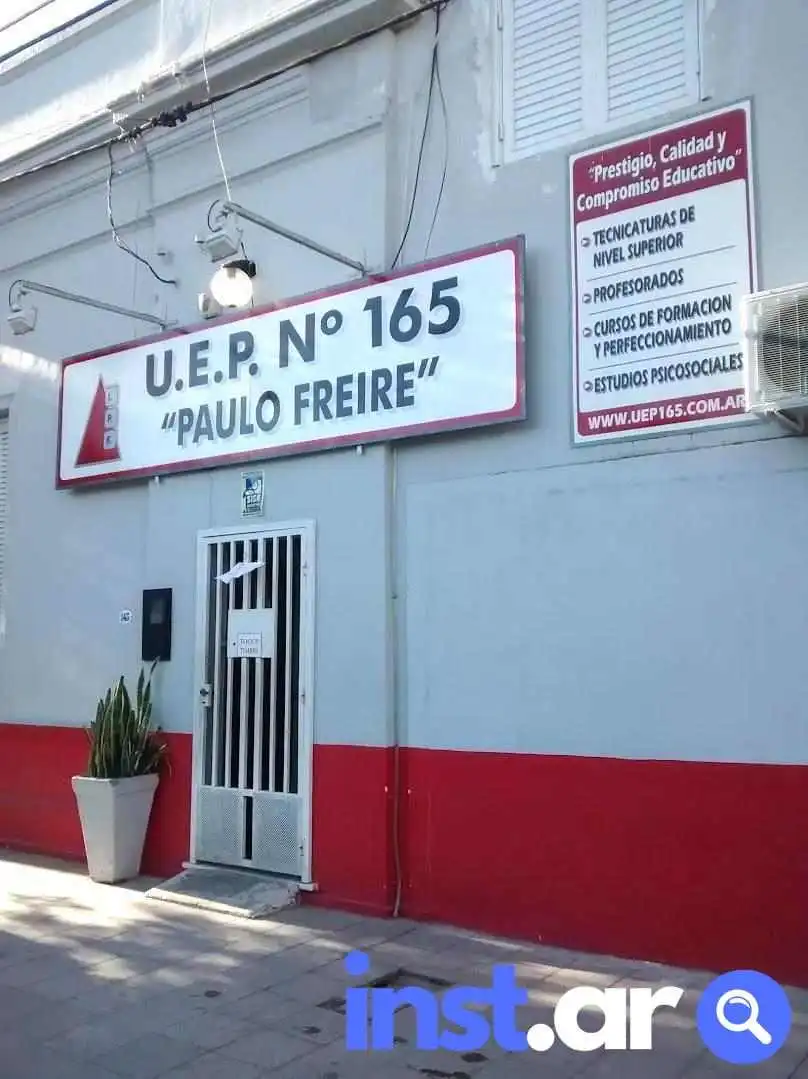 U.E.P. Nº 165
"PAULO FREIRE"
"Prestigio, Calidad y
Compromiso Educativo"
TECNICATURAS DE
NIVEL SUPERIOR
PROFESORADOS
CURSOS DE FORMACION
Y PERFECCIONAMIENTO
ESTUDIOS PSICOSOCIALES
WWW.UEP165.COM.AR
inst.ar